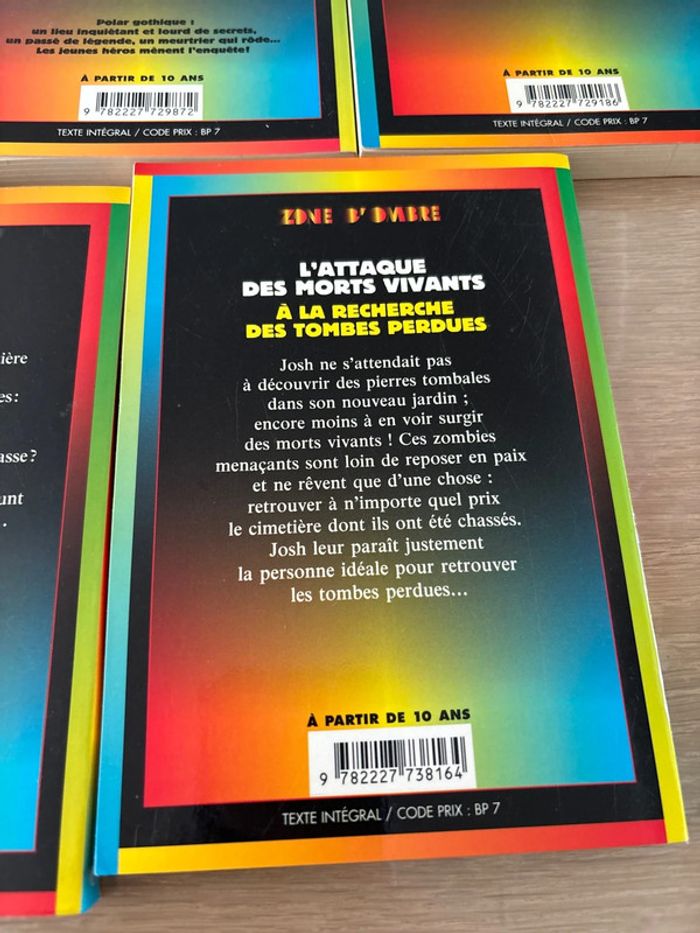 Polar gothique :
un lieu inquiétant et lourd de secrets,
un passé de légende, un meurtrier qui rôde...
Les jeunes héros mènent l'enquête!
À PARTIR DE 10 ANS
9 782227 729872
TEXTE INTÉGRAL / CODE PRIX : BP 7
À PARTIR DE 10 ANS
9 782227 729186
TEXTE INTÉGRAL / CODE PRIX : BP 7
ière
es :
asse ?
unt
.
ZONE D'OMBRE
L'ATTAQUE
DES MORTS VIVANTS
À LA RECHERCHE
DES TOMBES PERDUES
Josh ne s'attendait pas
à découvrir des pierres tombales
dans son nouveau jardin ;
encore moins à en voir surgir
des morts vivants ! Ces zombies
menaçants sont loin de reposer en paix
et ne rêvent que d'une chose :
retrouver à n'importe quel prix
le cimetière dont ils ont été chassés.
Josh leur paraît justement
la personne idéale pour retrouver
les tombes perdues...
À PARTIR DE 10 ANS
9 782227 738164
TEXTE INTÉGRAL / CODE PRIX : BP 7